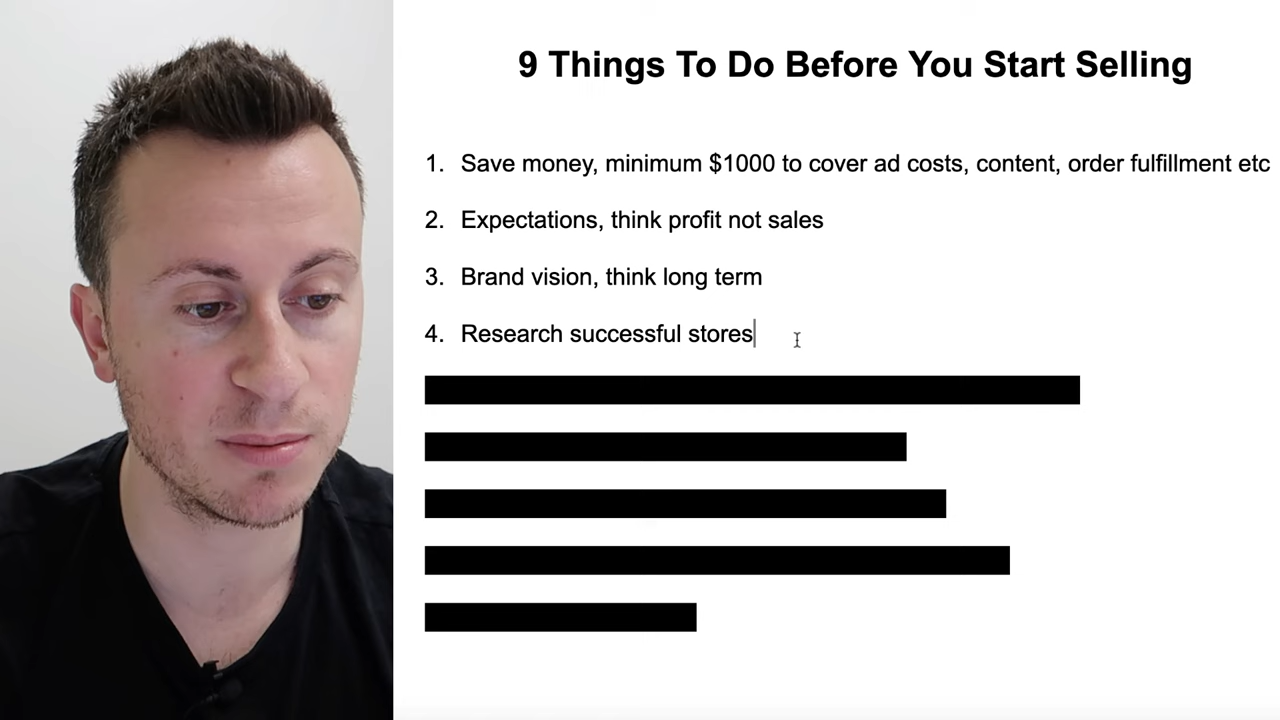 9 Things To Do Before You Start Selling
1. Save money, minimum $1000 to cover ad costs, content, order fulfillment etc
2. Expectations, think profit not sales
3. Brand vision, think long term
4. Research successful stores